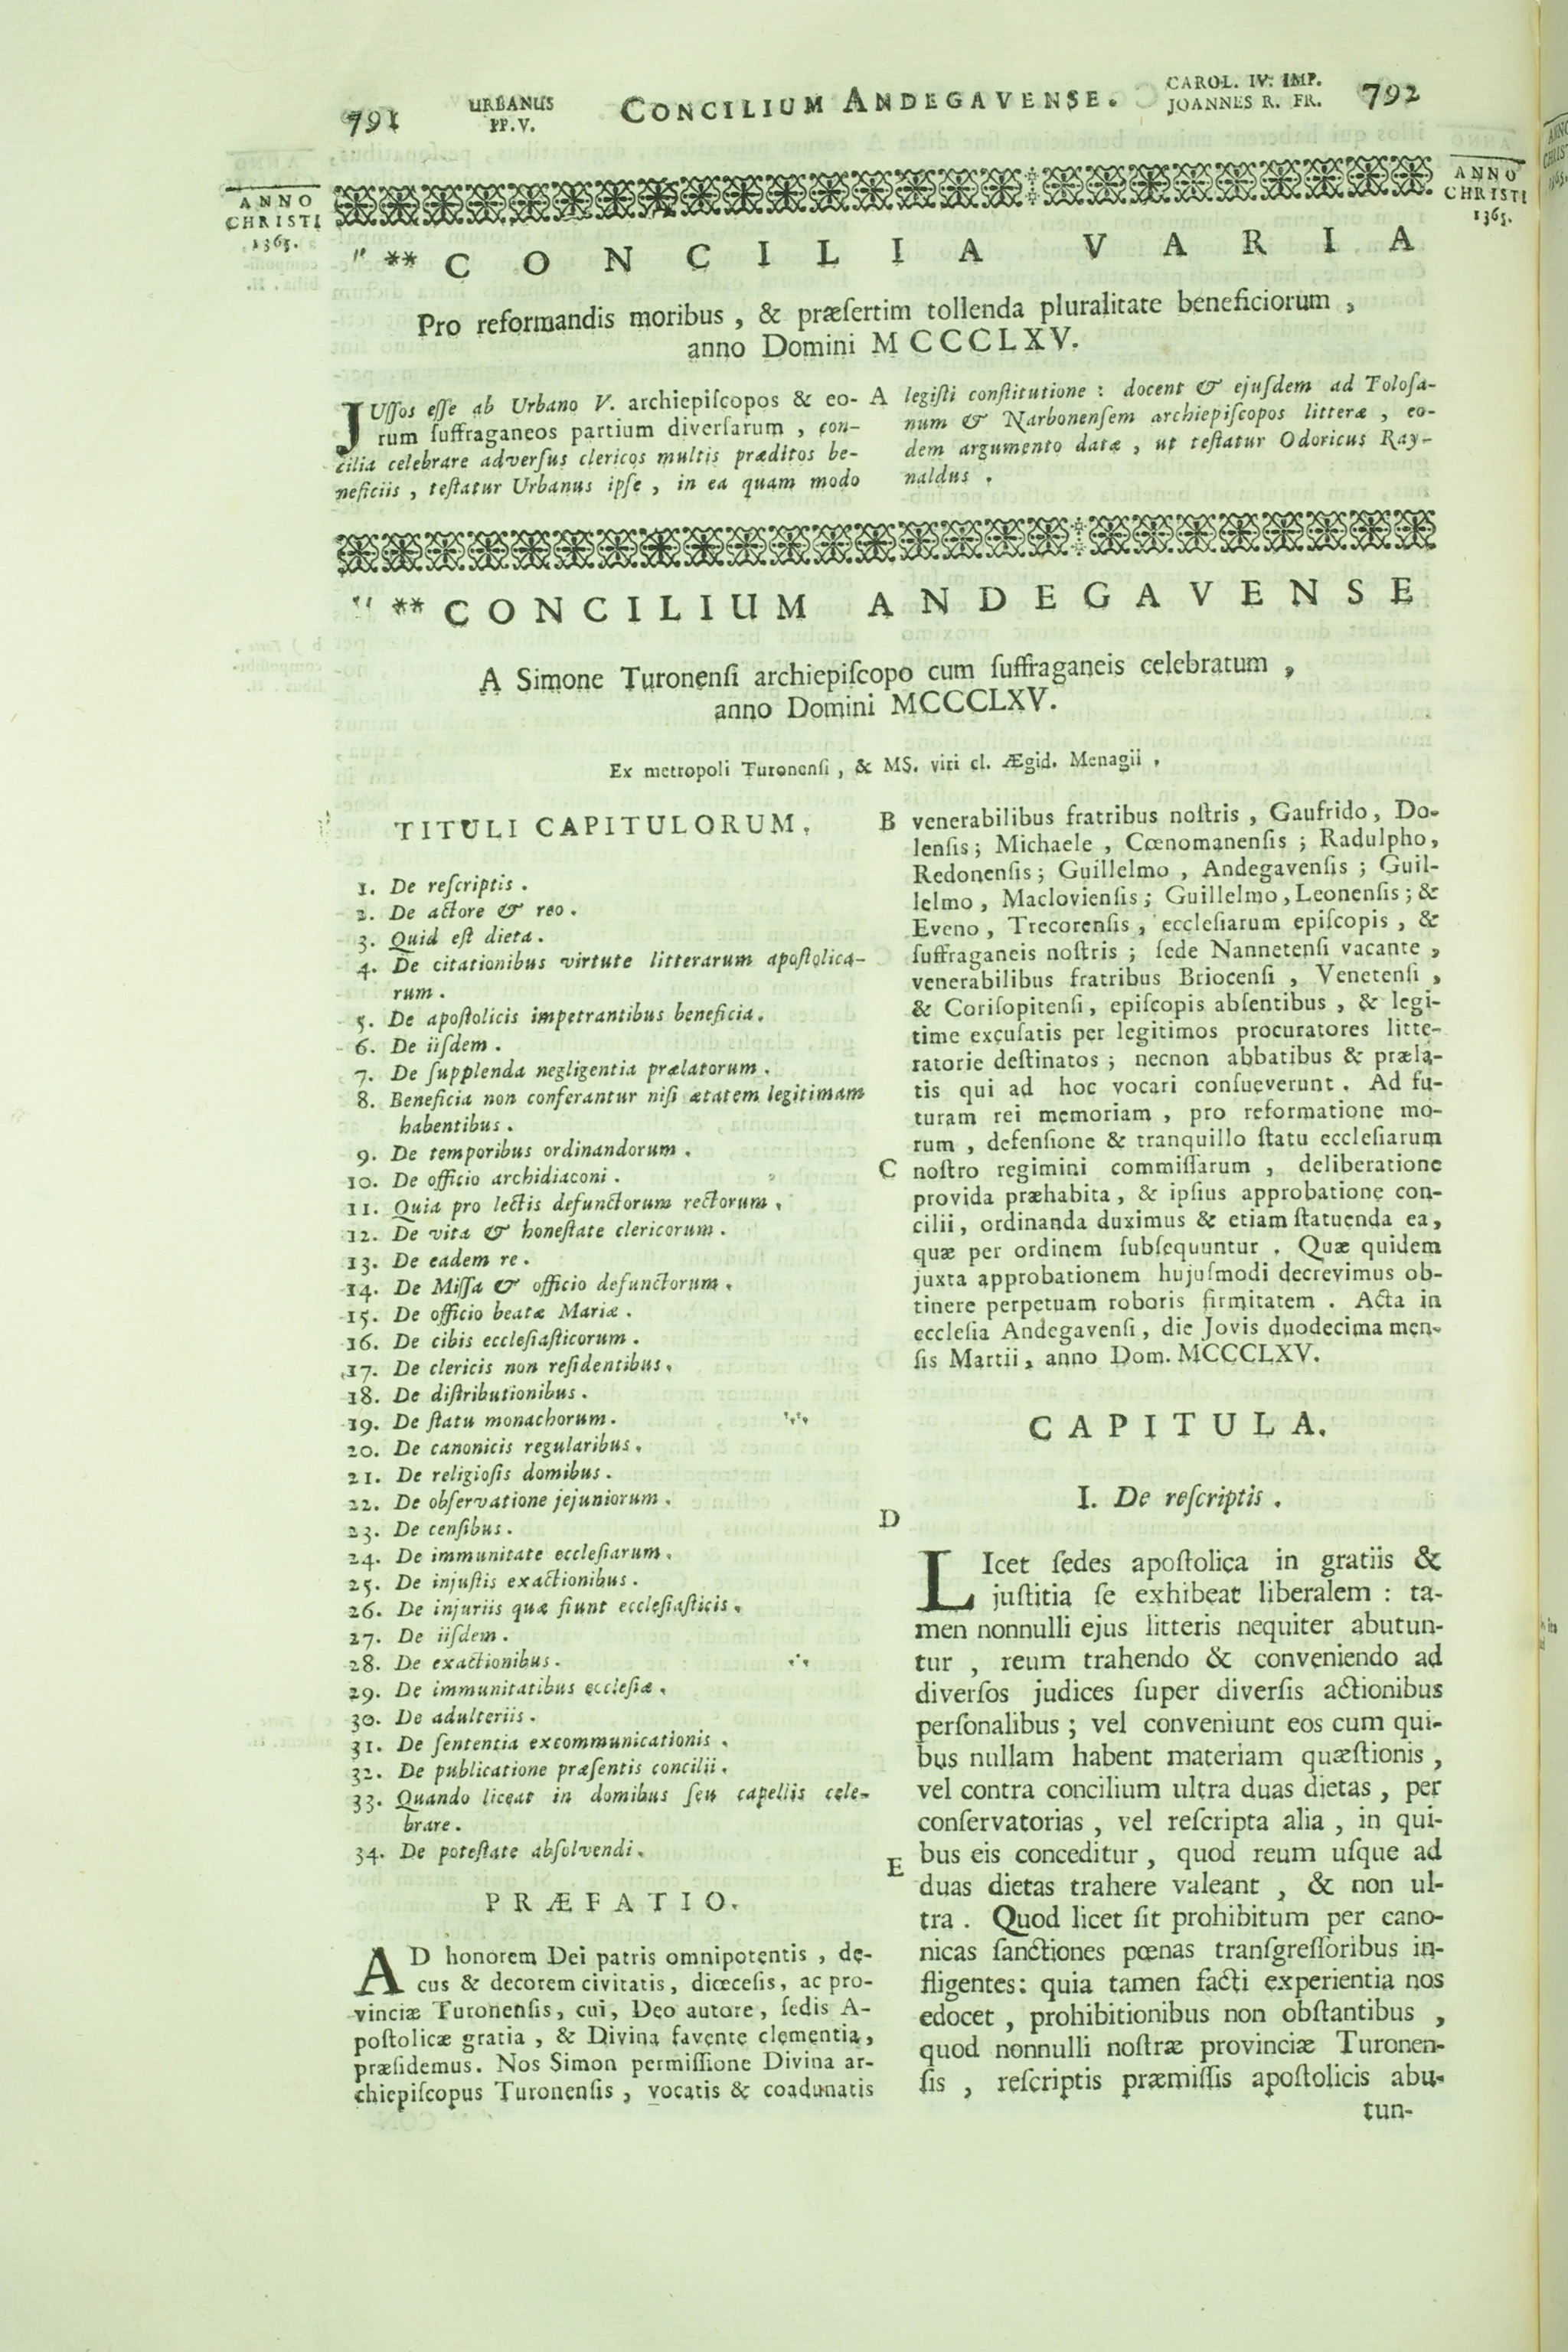 791
URBANUS
PP. V.
CONCILIUM ANDEGAVENSE.
CAROL. IV. IMP.
JOANNES R. FR.
792
ANNO
CHRISTI
1365.
ANNO
CHRISTI
1365.
** CONCILIA VARIA
Pro reformandis moribus, & præſertim tollenda pluralitate beneficiorum,
anno Domini MCCCLXV.
JUſſos eſſe ab Urbano V. archiepiſcopos & eo-
rum ſuffraganeos partium diverſarum, con-
cilia celebrare adverſus clericos multis præditos be-
neficiis, teſtatur Urbanus ipſe, in ea quam modo
A legiſti conſtitutione: docent & ejuſdem ad Toloſa-
num & Narbonenſem archiepiſcopos litteræ, eo-
dem argumento datæ, ut teſtatur Odoricus Ray-
naldus.
** CONCILIUM ANDEGAVENSE
A Simone Turonenſi archiepiſcopo cum ſuffraganeis celebratum,
anno Domini MCCCLXV.
Ex metropoli Turonenſi, & MS. viri cl. Ægid. Menagii.
TITULI CAPITULORUM.
1. De reſcriptis.
2. De actore & reo.
3. Quid eſt dieta.
4. De citationibus virtute litterarum apoſtolica-
rum.
5. De apoſtolicis impetrantibus beneficia.
6. De iiſdem.
7. De ſupplenda negligentia prælatorum.
8. Beneficia non conferantur niſi ætatem legitimam
habentibus.
9. De temporibus ordinandorum.
10. De officio archidiaconi.
11. Quia pro lectis defunctorum rectorum.
12. De vita & honeſtate clericorum.
13. De eadem re.
14. De Miſſa & officio defunctorum.
15. De officio beatæ Mariæ.
16. De cibis eccleſiaſticorum.
17. De clericis non reſidentibus.
18. De diſtributionibus.
19. De ſtatu monachorum.
20. De canonicis regularibus.
21. De religioſis domibus.
22. De obſervatione jejuniorum.
23. De cenſibus.
24. De immunitate eccleſiarum.
25. De injuſtis exactionibus.
26. De injuriis quæ fiunt eccleſiaſticis.
27. De iiſdem.
28. De exactionibus.
29. De immunitatibus eccleſiæ.
30. De adulteriis.
31. De ſententia excommunicationis.
32. De publicatione præſentis concilii.
33. Quando liceat in domibus ſeu capellis cele-
brare.
34. De poteſtate abſolvendi.
PRÆFATIO.
AD honorem Dei patris omnipotentis, de-
cus & decorem civitatis, diœceſis, ac pro-
vinciæ Turonenſis, cui, Deo autore, ſedis A-
poſtolicæ gratia, & Divina favente clementia,
præſidemus. Nos Simon permiſſione Divina ar-
chiepiſcopus Turonenſis, vocatis & coadunatis
B venerabilibus fratribus noſtris, Gaufrido, Do-
lenſis; Michaele, Cœnomanenſis; Radulpho,
Redonenſis; Guillelmo, Andegavenſis; Guil-
lelmo, Maclovienſis; Guillelmo, Leonenſis; &
Eveno, Trecorenſis, eccleſiarum epiſcopis, &
ſuffraganeis noſtris; ſede Nannetenſi vacante,
venerabilibus fratribus Briocenſi, Venetenſi,
& Coriſopitenſi, epiſcopis abſentibus, & legi-
time excuſatis per legitimos procuratores litte-
ratorie deſtinatos; necnon abbatibus & præla-
tis qui ad hoc vocari conſueverunt. Ad fu-
turam rei memoriam, pro reformatione mo-
rum, defenſione & tranquillo ſtatu eccleſiarum
C noſtro regimini commiſſarum, deliberatione
provida præhabita, & ipſius approbatione con-
cilii, ordinanda duximus & etiam ſtatuenda ea,
quæ per ordinem ſubſequuntur. Quæ quidem
juxta approbationem hujuſmodi decrevimus ob-
tinere perpetuam roboris firmitatem. Acta in
eccleſia Andegavenſi, die Jovis duodecima men-
ſis Martii, anno Dom. MCCCLXV.
CAPITULA.
I. De reſcriptis.
D
LIcet ſedes apoſtolica in gratiis &
juſtitia ſe exhibeat liberalem: ta-
men nonnulli ejus litteris nequiter abutun-
tur, reum trahendo & conveniendo ad
diverſos judices ſuper diverſis actionibus
perſonalibus; vel conveniunt eos cum qui-
bus nullam habent materiam quæſtionis,
vel contra concilium ultra duas dietas, per
conſervatorias, vel reſcripta alia, in qui-
bus eis conceditur, quod reum uſque ad
E duas dietas trahere valeant, & non ul-
tra. Quod licet ſit prohibitum per cano-
nicas ſanctiones pœnas tranſgreſſoribus in-
fligentes: quia tamen facti experientia nos
edocet, prohibitionibus non obſtantibus,
quod nonnulli noſtræ provinciæ Turonen-
ſis, reſcriptis præmiſſis apoſtolicis abu-
tun-